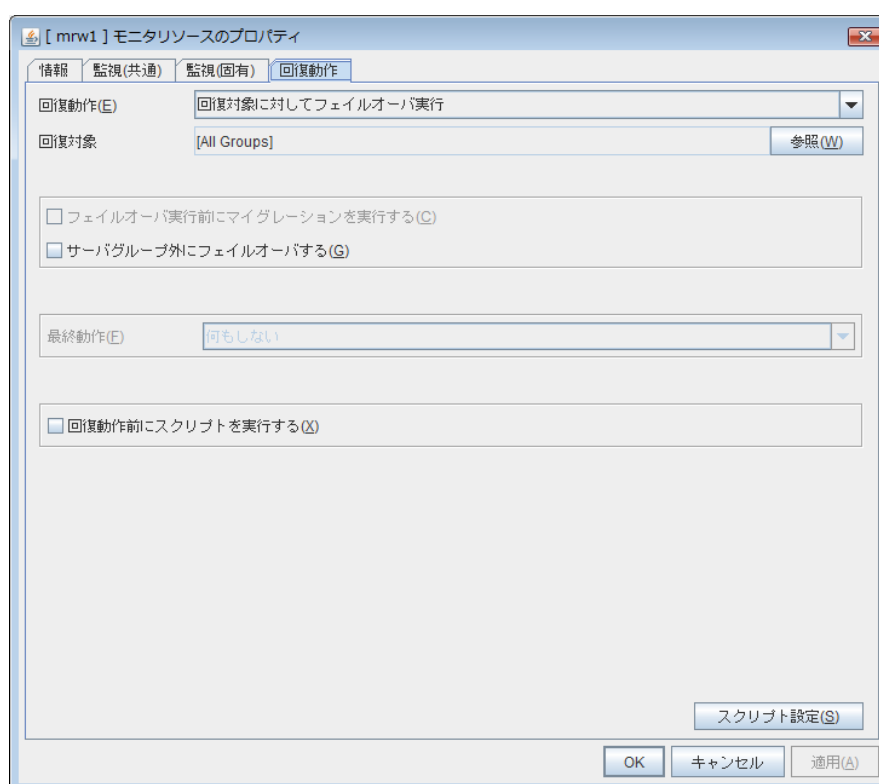 [ mrw1 ] モニタリソースのプロパティ
情報 監視(共通) 監視(固有) 回復動作
回復動作(E) 回復対象に対してフェイルオーバ実行
回復対象 [All Groups] 参照(W)
フェイルオーバ実行前にマイグレーションを実行する(C)
サーバグループ外にフェイルオーバする(G)
最終動作(F) 何もしない
回復動作前にスクリプトを実行する(X)
スクリプト設定(S)
OK キャンセル 適用(A)